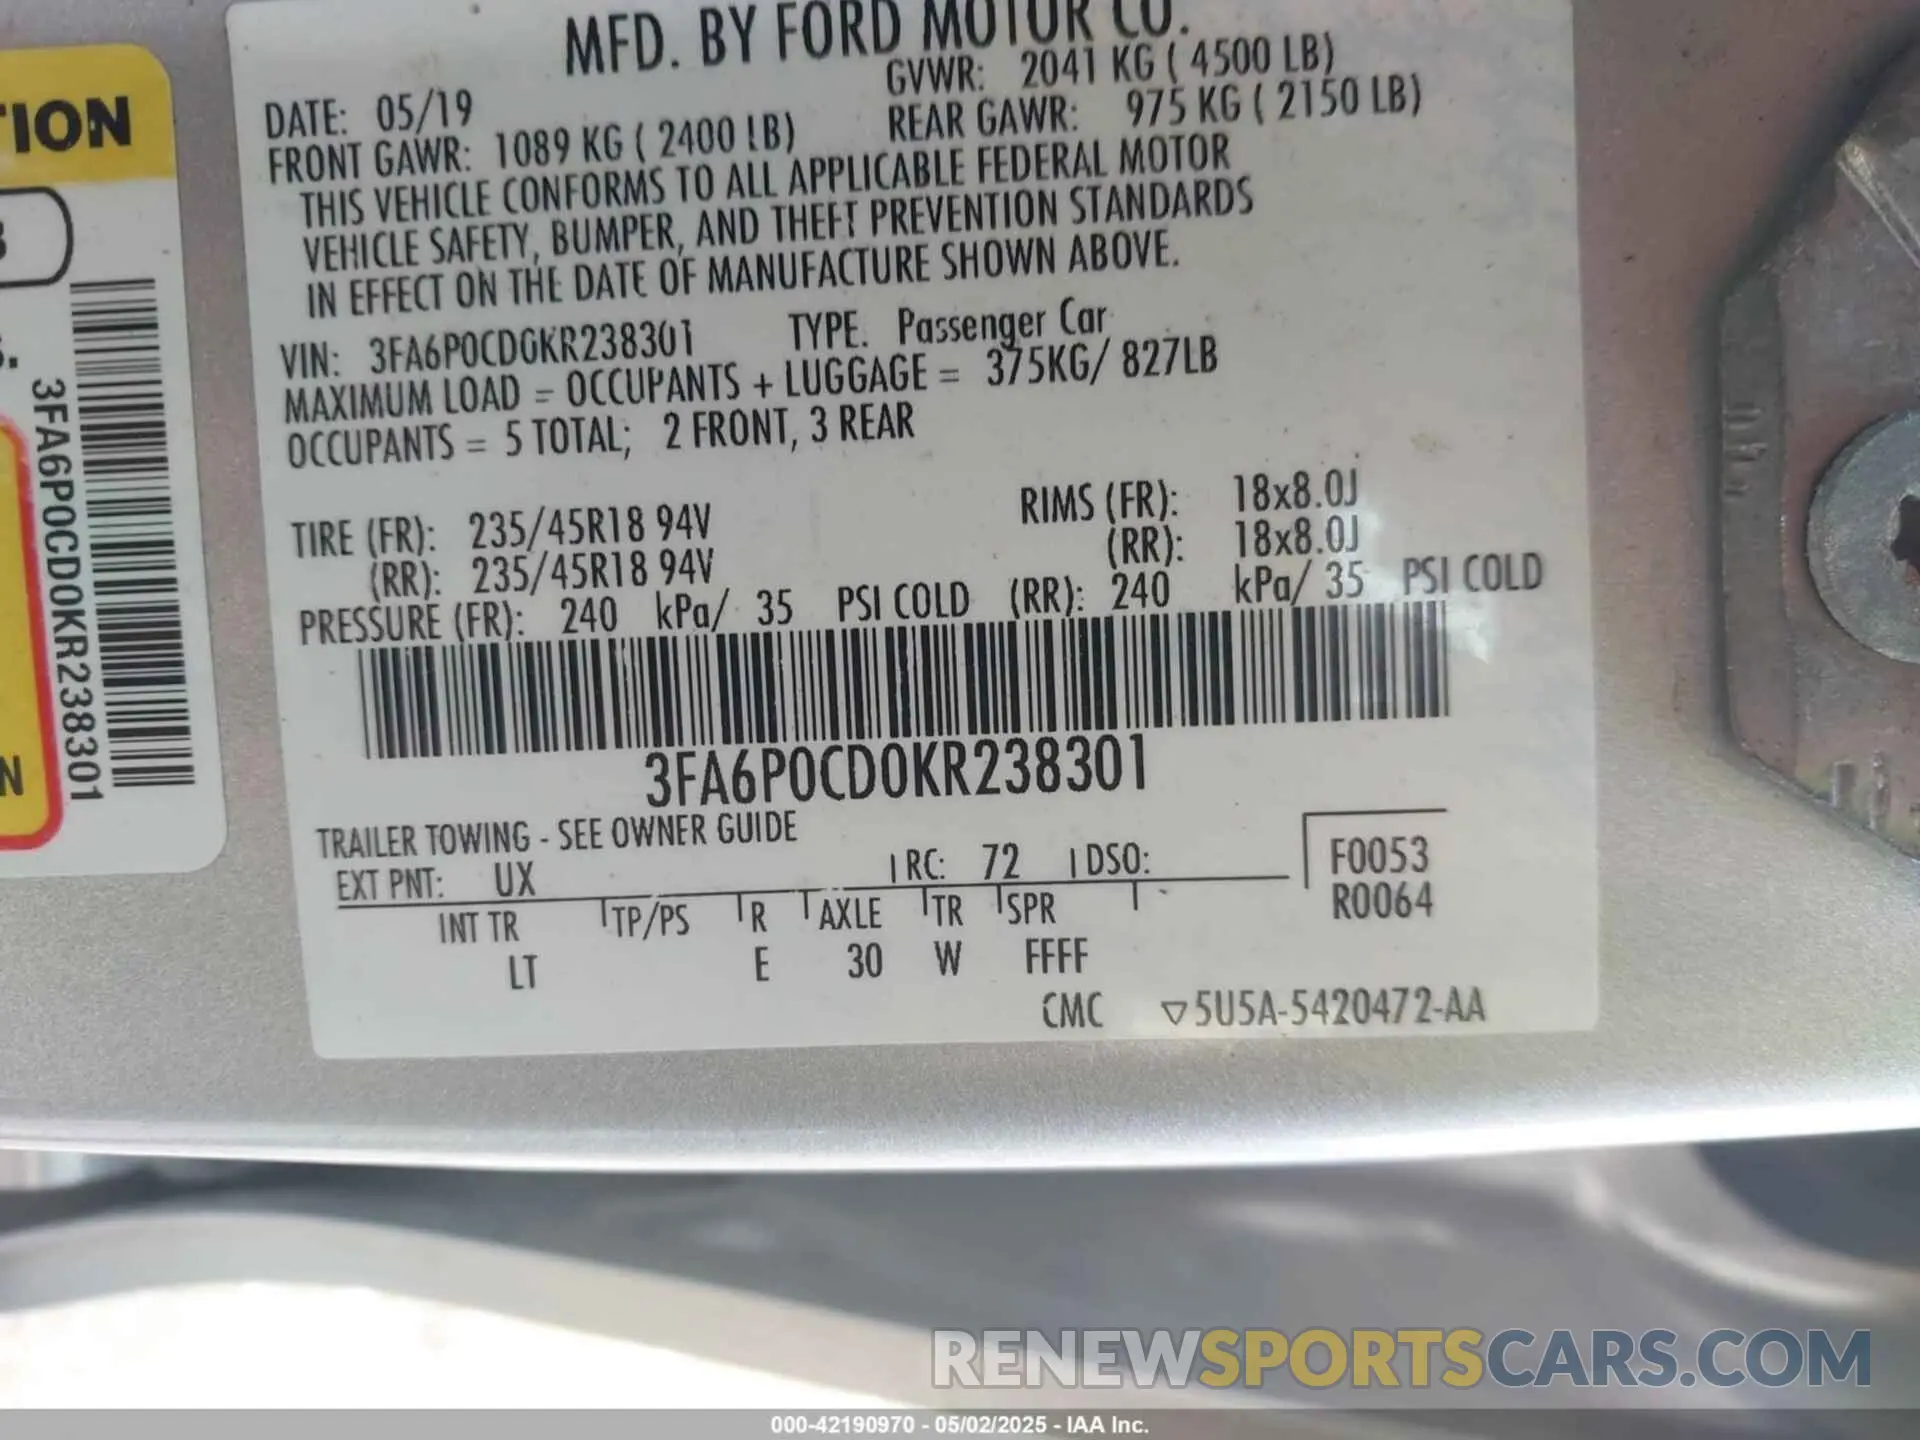 MFD. BY FORD MOTOR CO.
DATE: 05/19
GVWR: 2041 KG ( 4500 LB)
FRONT GAWR: 1089 KG ( 2400 LB)
REAR GAWR: 975 KG ( 2150 LB)
THIS VEHICLE CONFORMS TO ALL APPLICABLE FEDERAL MOTOR
VEHICLE SAFETY, BUMPER, AND THEFT PREVENTION STANDARDS
IN EFFECT ON THE DATE OF MANUFACTURE SHOWN ABOVE.
VIN: 3FA6P0CD0KR238301 TYPE: Passenger Car
MAXIMUM LOAD = OCCUPANTS + LUGGAGE = 375KG/ 827LB
OCCUPANTS = 5 TOTAL; 2 FRONT, 3 REAR
TIRE (FR): 235/45R18 94V RIMS (FR): 18x8.0J
(RR): 235/45R18 94V (RR): 18x8.0J
PRESSURE (FR): 240 kPa/ 35 PSI COLD (RR): 240 kPa/ 35 PSI COLD
3FA6P0CD0KR238301
TRAILER TOWING - SEE OWNER GUIDE
EXT PNT: UX RC: 72 DSO: F0053
R0064
INT TR TP/PS R AXLE TR SPR
LT E 30 W FFFF
CMC ▽5U5A-5420472-AA
3FA6P0CD0KR238301
RENEWSPORTSCARS.COM
000-42190970 - 05/02/2025 - IAA Inc.